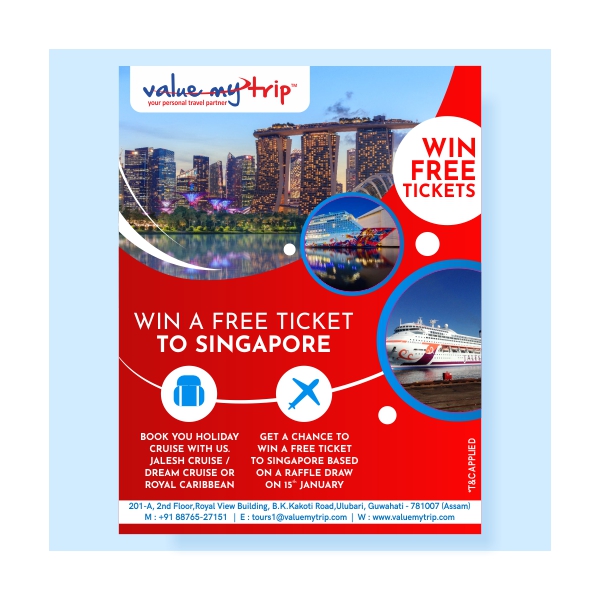 value my trip™
your personal travel partner
WIN
FREE
TICKETS
WIN A FREE TICKET
TO SINGAPORE
BOOK YOU HOLIDAY
CRUISE WITH US.
JALESH CRUISE /
DREAM CRUISE OR
ROYAL CARIBBEAN
GET A CHANCE TO
WIN A FREE TICKET
TO SINGAPORE BASED
ON A RAFFLE DRAW
ON 15th JANUARY
*T&C APPLIED
201-A, 2nd Floor,Royal View Building, B.K.Kakoti Road,Ulubari, Guwahati - 781007 (Assam)
M : +91 88765-27151 | E : tours1@valuemytrip.com | W : www.valuemytrip.com